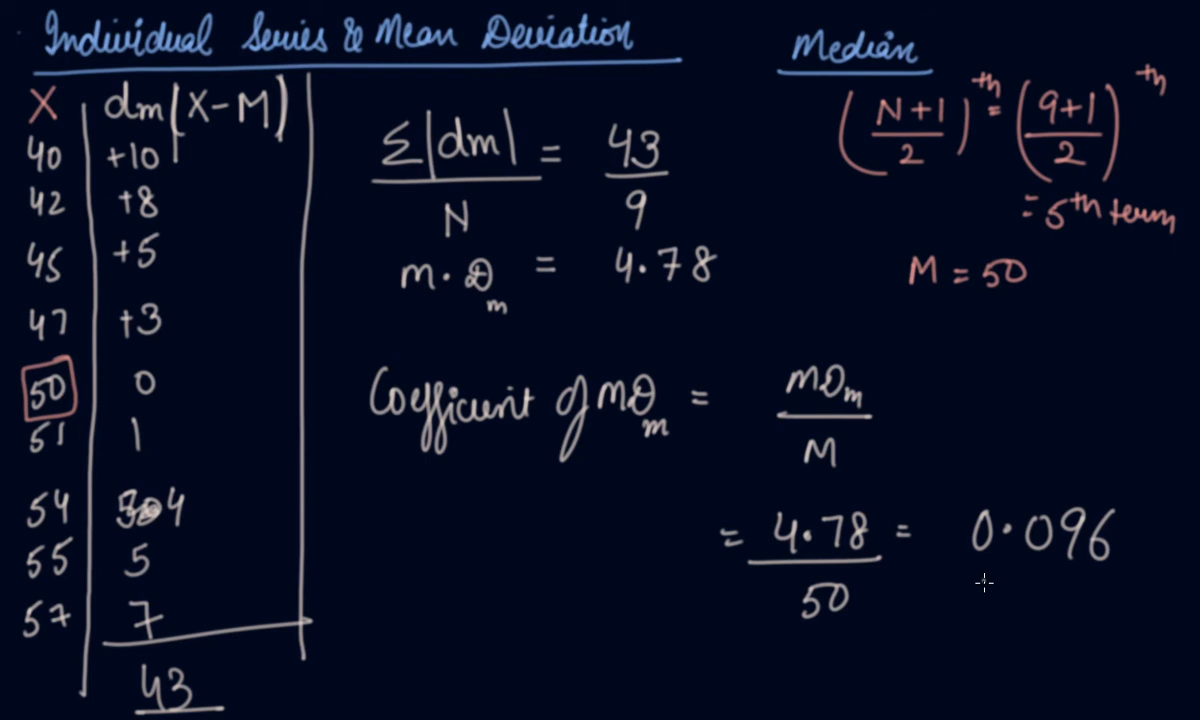 Individual Series & Mean Deviation
X dm (X-M)
40 +10
42 +8
45 +5
47 +3
50 0
51 1
54 4
55 5
57 7
43
Σ|dm| / N = 43 / 9
m.D_m = 4.78
Coefficient of MD_m = MD_m / M
= 4.78 / 50 = 0.096
Median
(N+1 / 2)^th = (9+1 / 2)^th
= 5^th term
M = 50